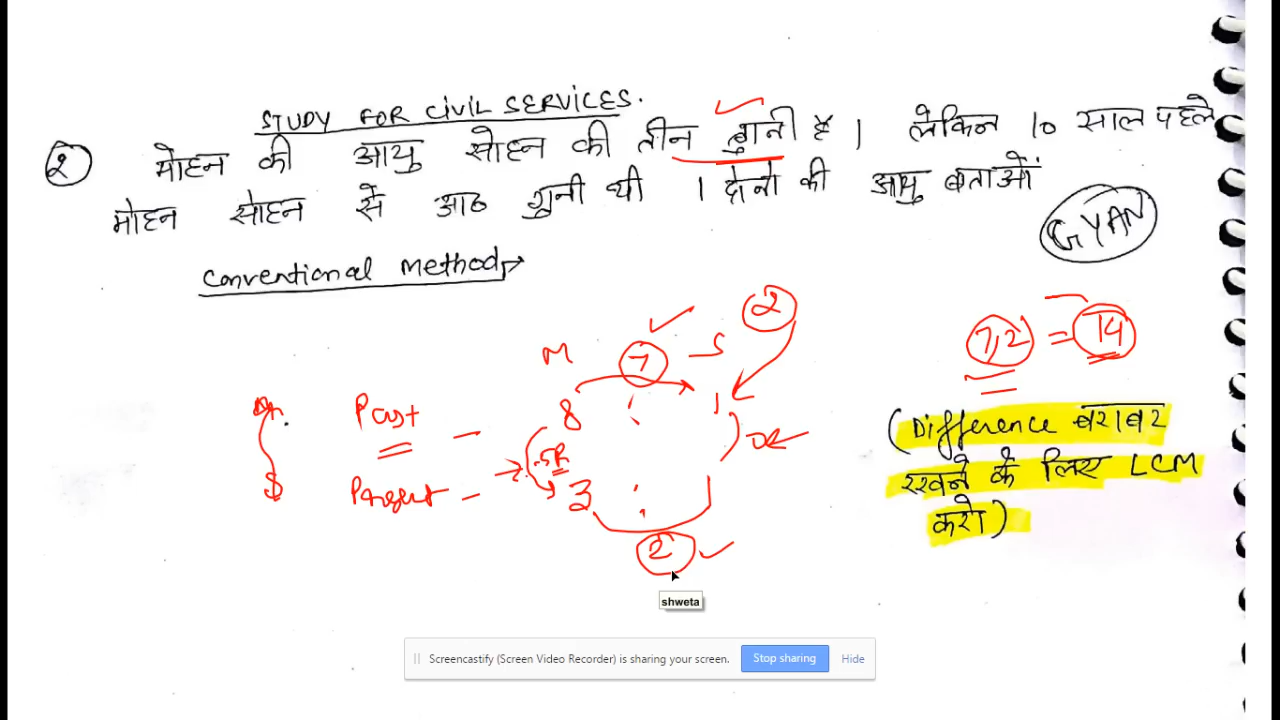 STUDY FOR CIVIL SERVICES.
② मोहन की आयु सोहन की तीन गुनी है । लेकिन 10 साल पहले
मोहन सोहन से आठ गुनी थी । दोनो की आयु बताओं
GYAN
Conventional Method →
2
M 7 S
7,2 = 14
Past - 8 : 1
Present - 3 : 1
2
(Difference बराबर
रखने के लिए LCM
करो)
shweta
Screencastify (Screen Video Recorder) is sharing your screen. Stop sharing Hide